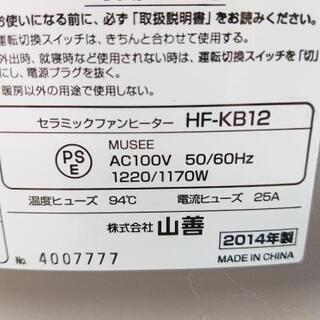 お使いになる前に、必ず「取扱説明書」をお読みください。
運転切換スイッチは、きちんと合わせて使用する。
外出時、就寝時など使用されない時は、運転切換スイッチを「切」
にし、電源プラグを抜く。
暖房以外の用途で使用しない。
セラミックファンヒーター HF-KB12
PS
E
MUSEE
AC100V 50/60Hz
1220/1170W
温度ヒューズ 94℃ 電流ヒューズ 25A
株式会社 山善
2014年製
No. 4007777
MADE IN CHINA